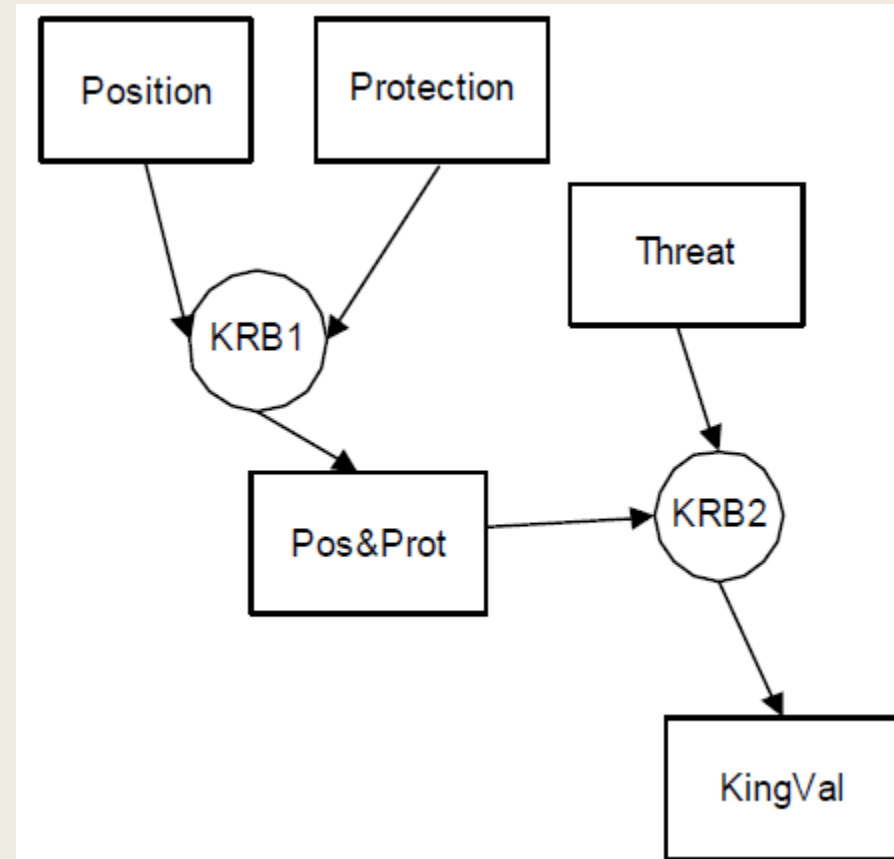 Position
Protection
Threat
KRB1
KRB2
Pos&Prot
KingVal